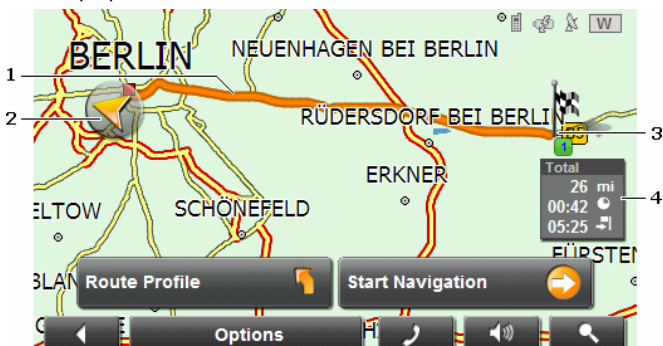 W
BERLIN
NEUENHAGEN BEI BERLIN
1
2
RÜDERSDORF BEI BERLIN
3
1
Total
26 mi
00:42
05:25
4
ERKNER
ELTOW
SCHÖNEFELD
FÜRSTEN
Route Profile
Start Navigation
Options